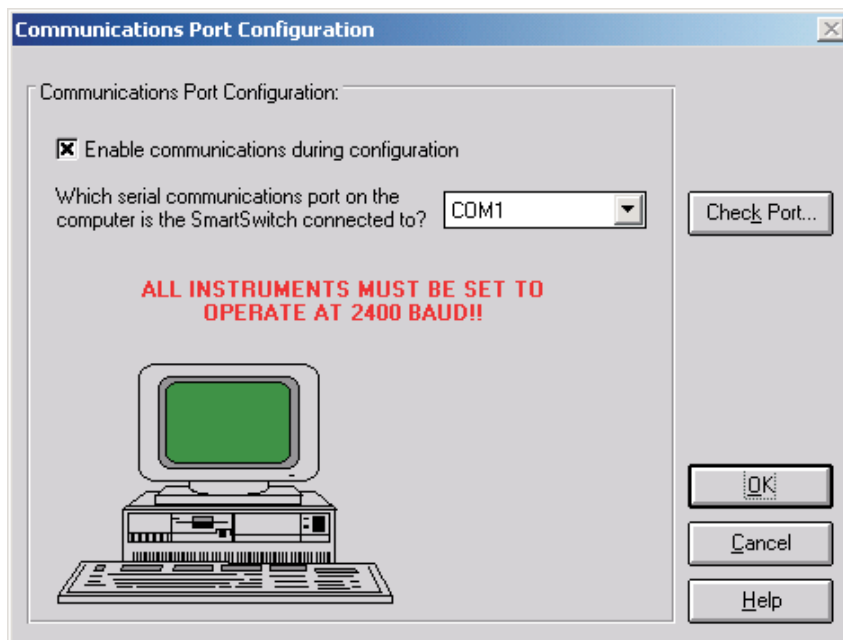 Communications Port Configuration
Communications Port Configuration:
Enable communications during configuration
Which serial communications port on the
computer is the SmartSwitch connected to?
COM1
Check Port...
ALL INSTRUMENTS MUST BE SET TO
OPERATE AT 2400 BAUD!!
OK
Cancel
Help